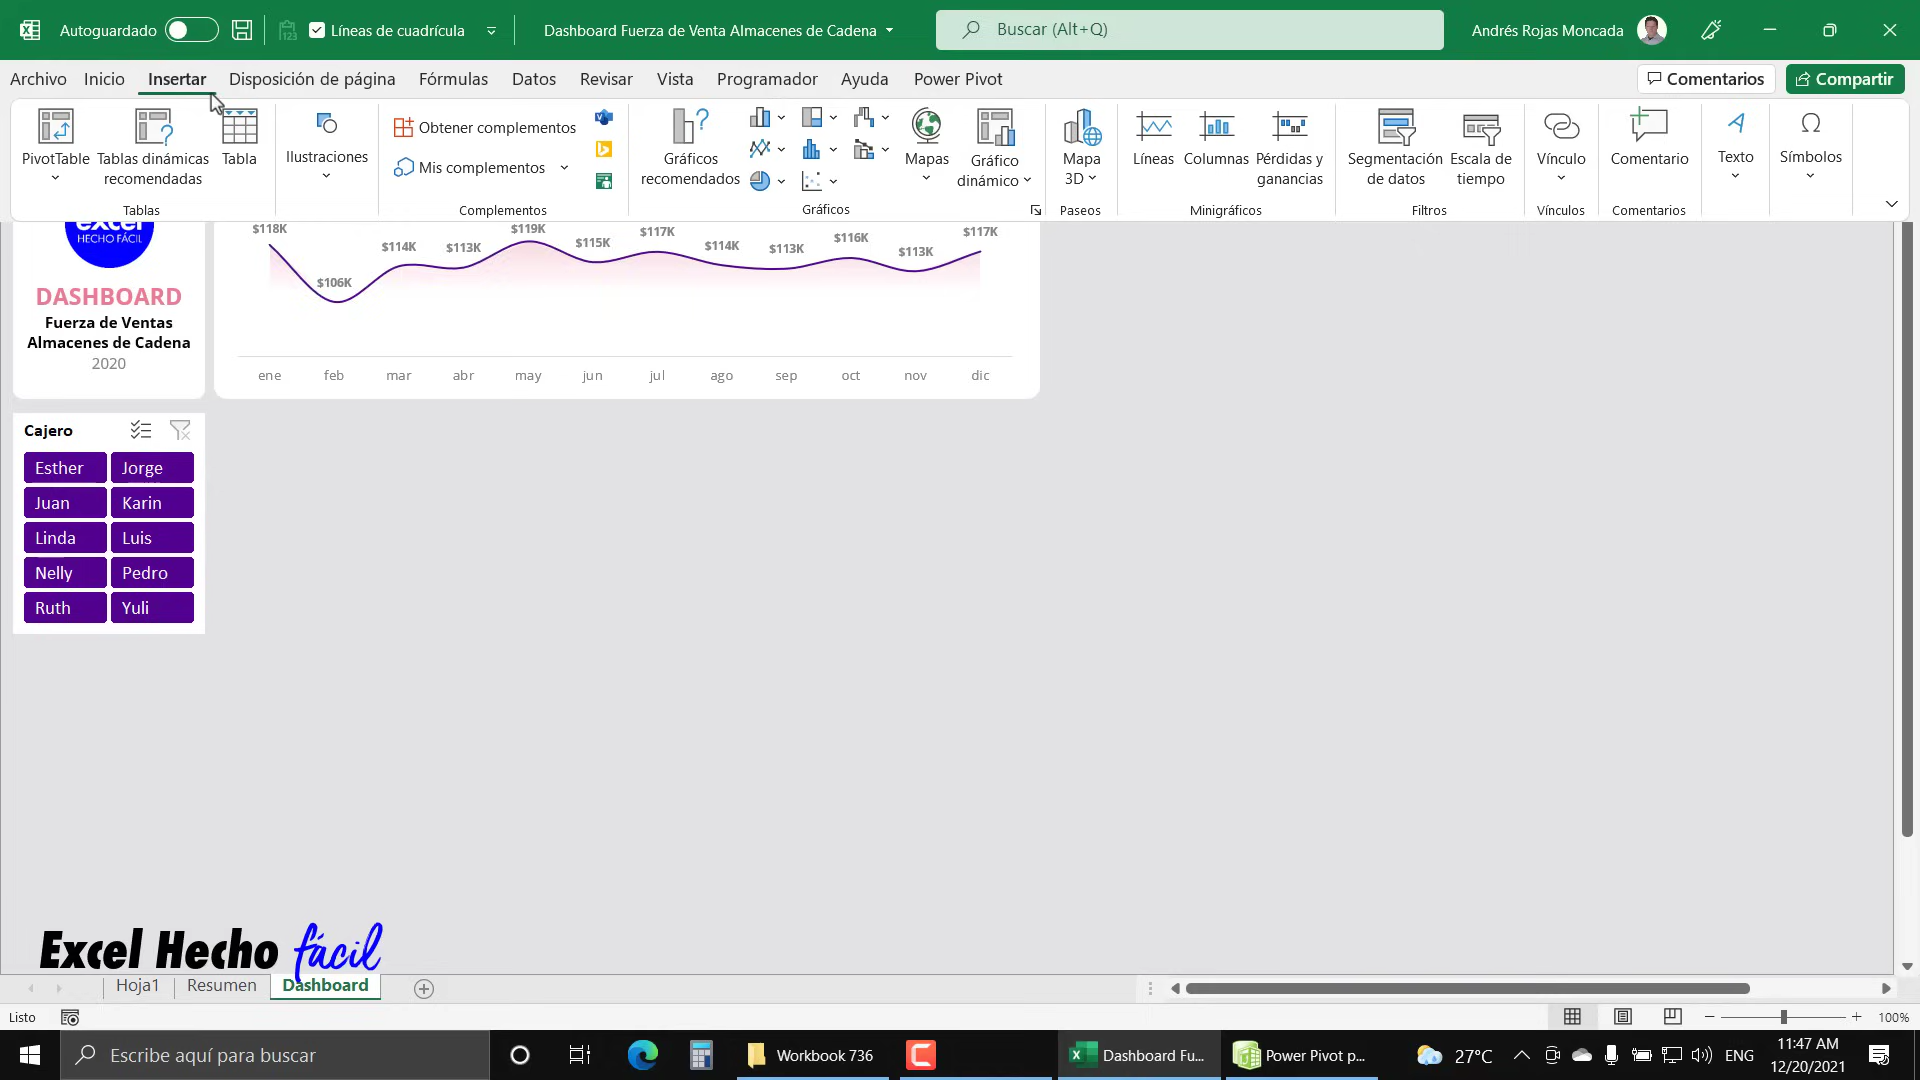 Autoguardado
Líneas de cuadrícula
Dashboard Fuerza de Venta Almacenes de Cadena
Buscar (Alt+Q)
Andrés Rojas Moncada
Archivo Inicio Insertar Disposición de página Fórmulas Datos Revisar Vista Programador Ayuda Power Pivot
Comentarios
Compartir
PivotTable
Tablas dinámicas
recomendadas
Tabla
Tablas
Ilustraciones
Obtener complementos
Mis complementos
Complementos
Gráficos
recomendados
Mapas
Gráfico
dinámico
Gráficos
Mapa
3D
Paseos
Líneas
Columnas
Pérdidas y
ganancias
Minigráficos
Segmentación
de datos
Escala de
tiempo
Filtros
Vínculo
Vínculos
Comentario
Comentarios
Texto
Símbolos
excel
HECHO FÁCIL
DASHBOARD
Fuerza de Ventas
Almacenes de Cadena
2020
$118K $106K $114K $113K $119K $115K $117K $114K $113K $116K $113K $117K
ene feb mar abr may jun jul ago sep oct nov dic
Cajero
Esther Jorge
Juan Karin
Linda Luis
Nelly Pedro
Ruth Yuli
Excel Hecho fácil
Hoja1 Resumen Dashboard
Listo
100%
Escribe aquí para buscar
Workbook 736
Dashboard Fu...
Power Pivot p...
27°C
ENG
11:47 AM
12/20/2021